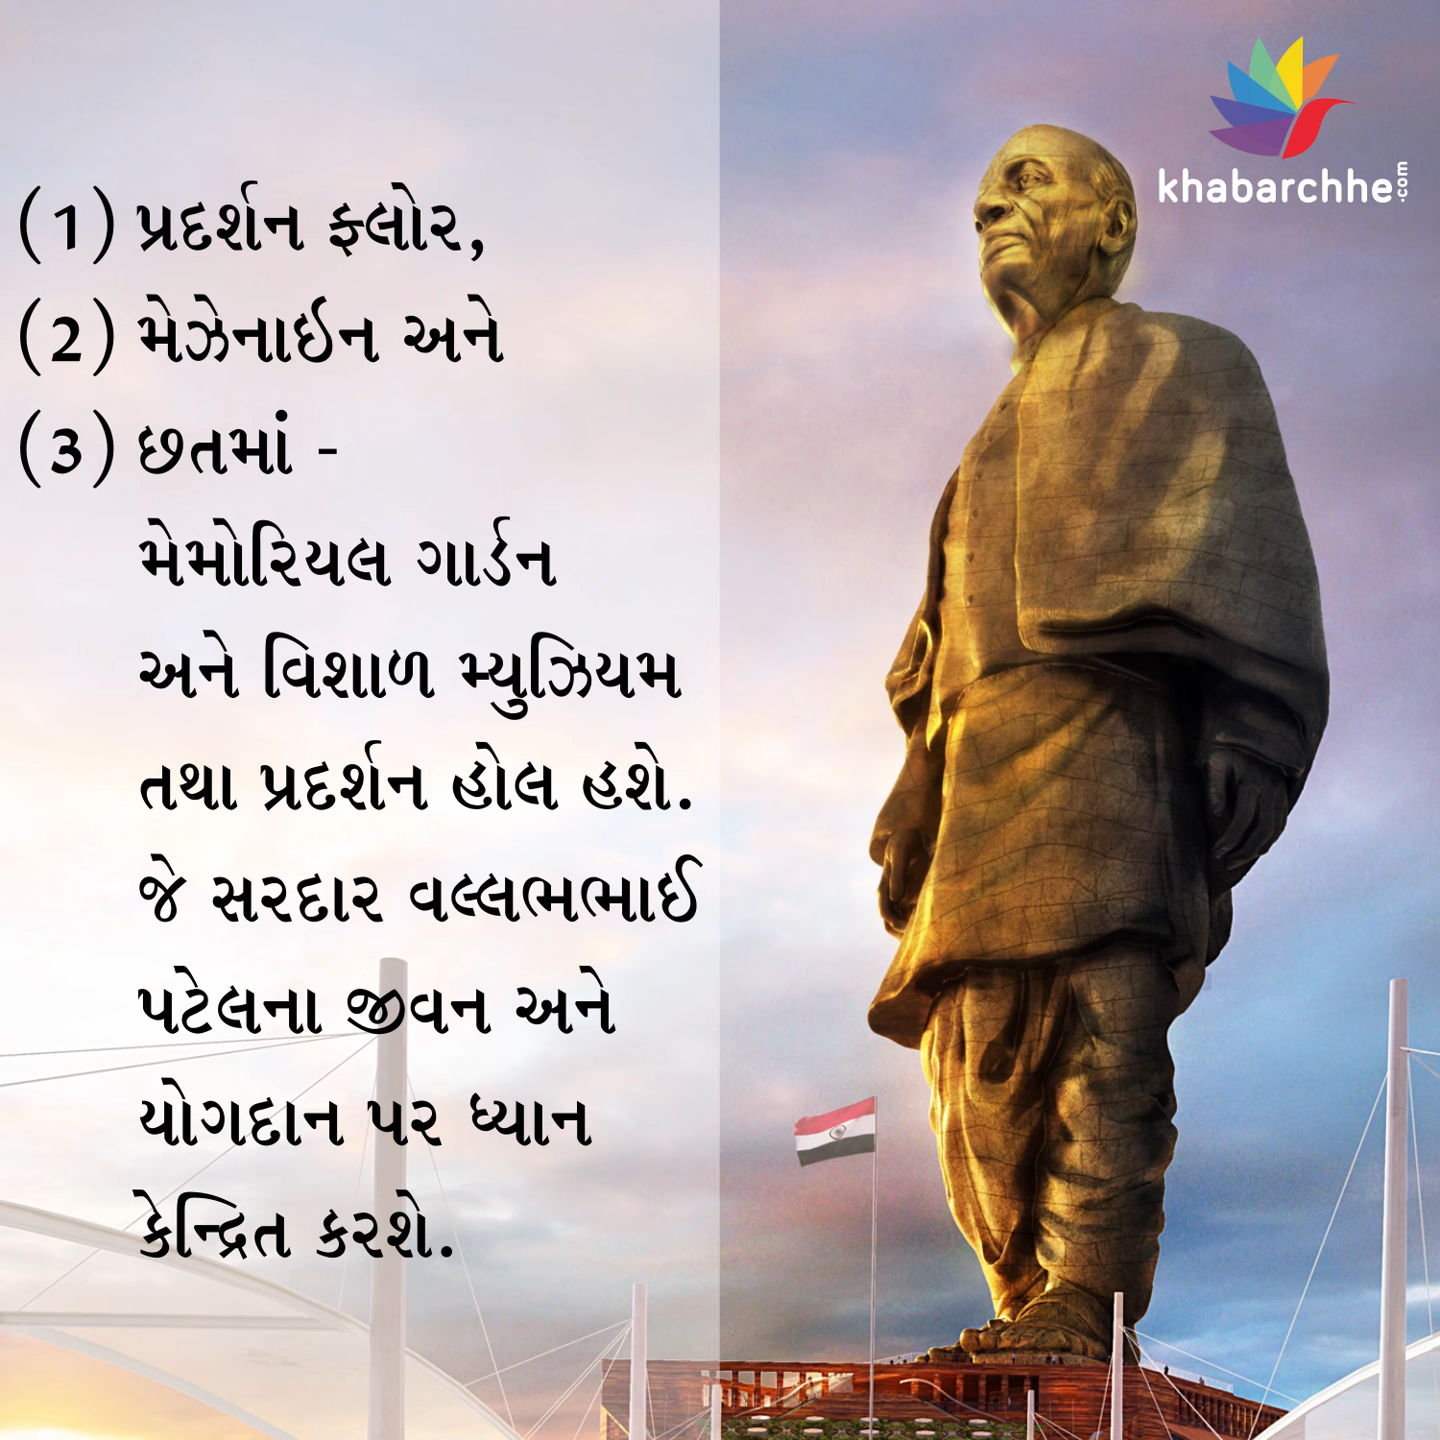 (1) પ્રદર્શન ફ્લોર,
(2) મેઝેનાઇન અને
(3) છતમાં -
મેમોરિયલ ગાર્ડન
અને વિશાળ મ્યુઝિયમ
તથા પ્રદર્શન હોલ હશે.
જે સરદાર વલ્લભભાઈ
પટેલના જીવન અને
યોગદાન પર ધ્યાન
કેન્દ્રિત કરશે.
khabarchhe.com